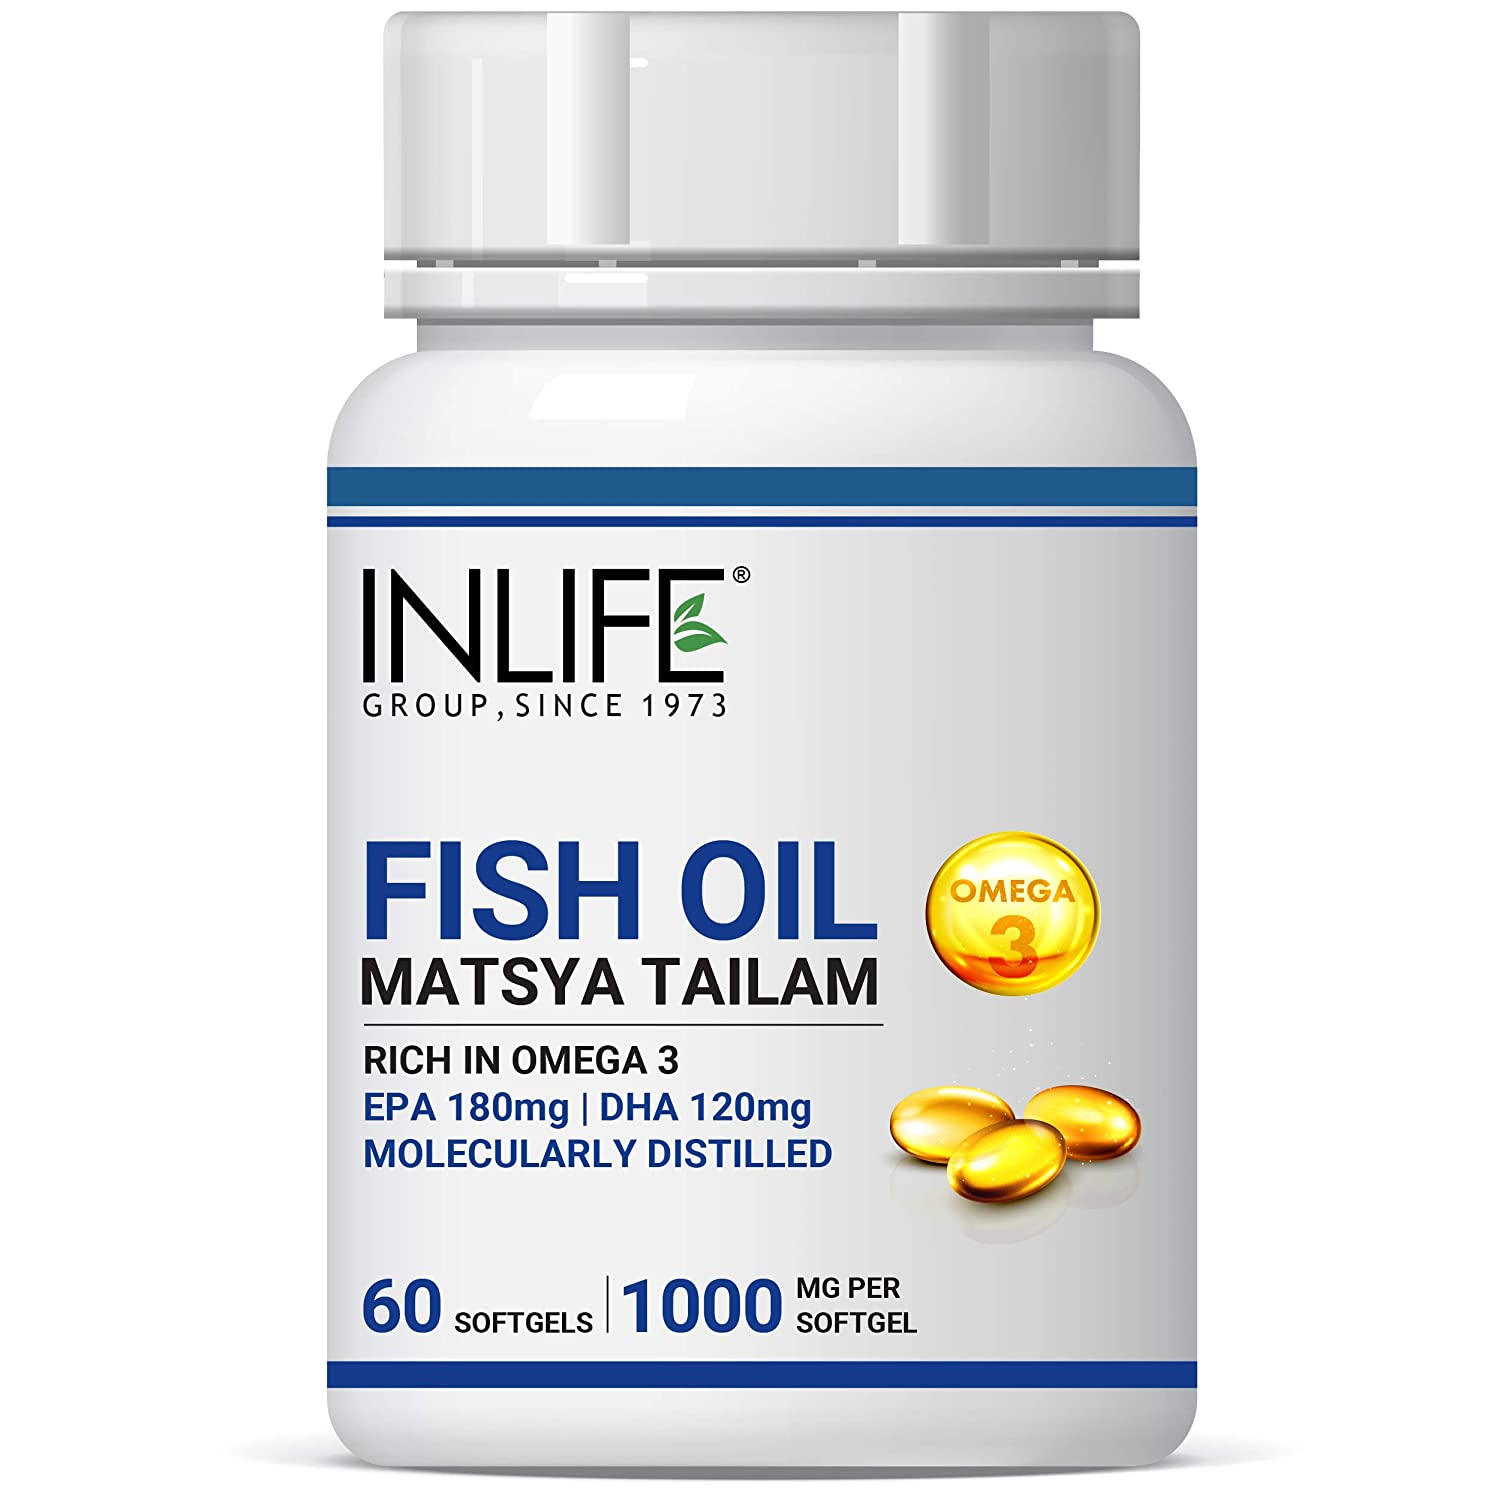 INLIFE®
GROUP, SINCE 1973
FISH OIL
OMEGA
3
MATSYA TAILAM
RICH IN OMEGA 3
EPA 180mg | DHA 120mg
MOLECULARLY DISTILLED
60 SOFTGELS | 1000 MG PER
SOFTGEL